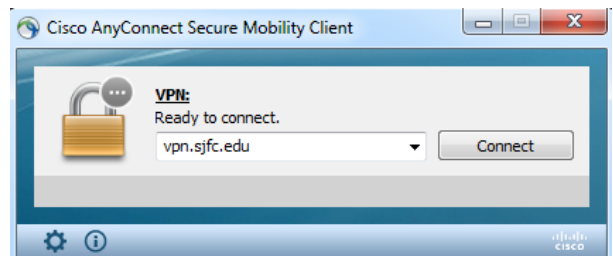 Cisco AnyConnect Secure Mobility Client
VPN:
Ready to connect.
vpn.sjfc.edu
Connect
CISCO